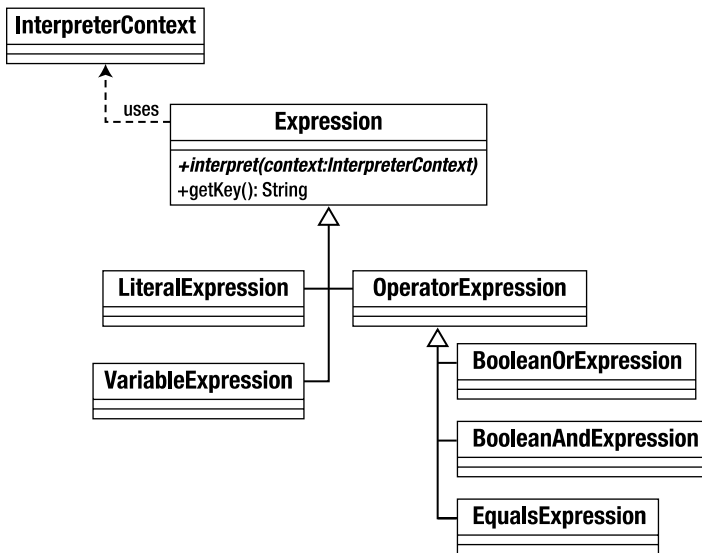 InterpreterContext
uses
Expression
+interpret(context:InterpreterContext)
+getKey(): String
LiteralExpression
OperatorExpression
VariableExpression
BooleanOrExpression
BooleanAndExpression
EqualsExpression